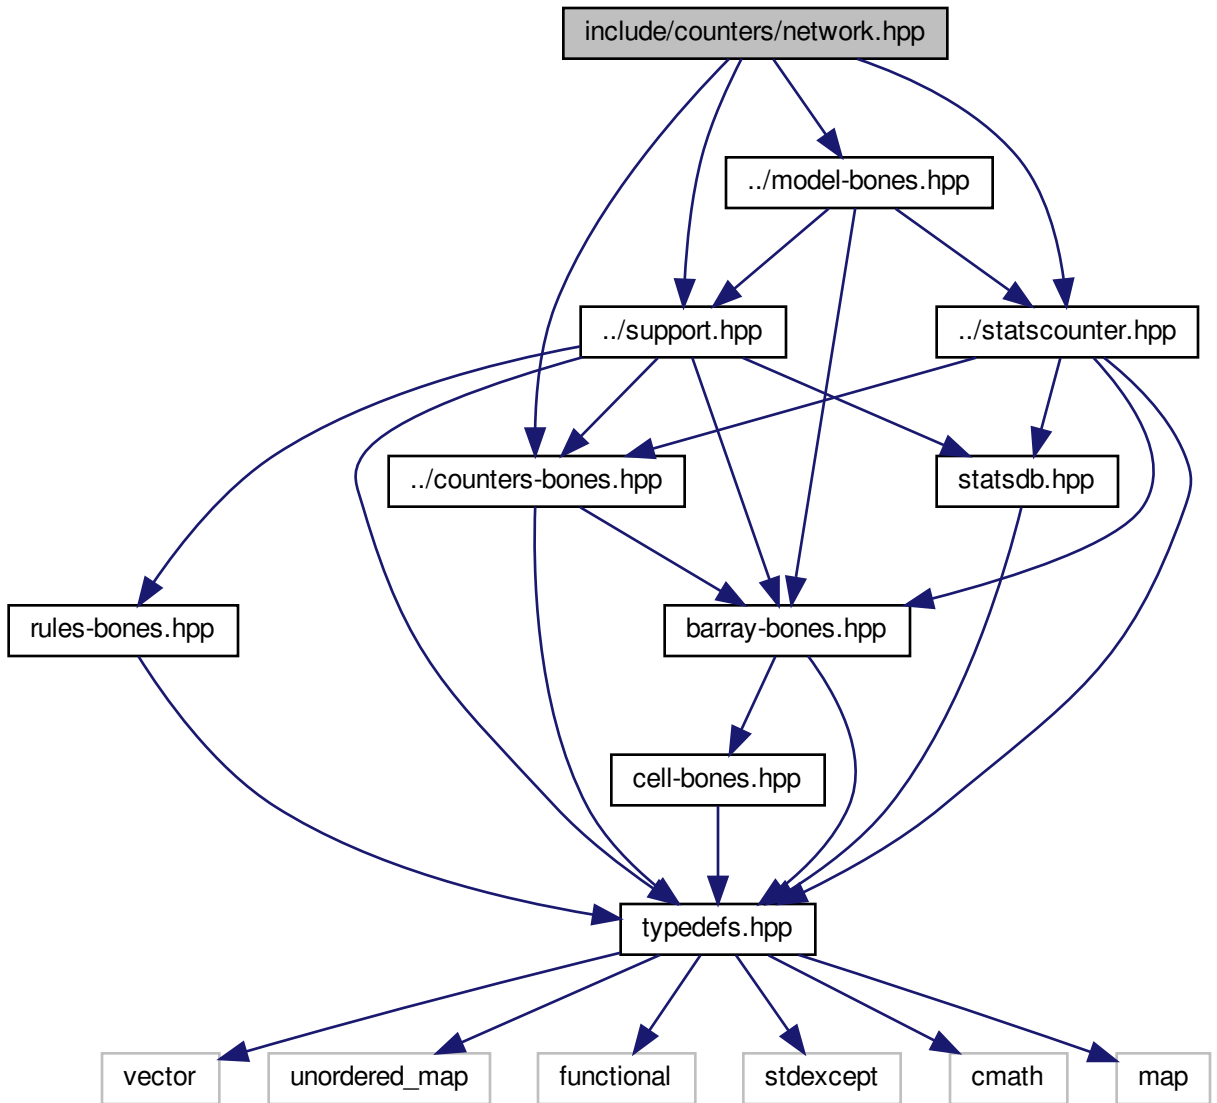 include/counters/network.hpp
../model-bones.hpp
../support.hpp
../statscounter.hpp
../counters-bones.hpp
statsdb.hpp
rules-bones.hpp
barray-bones.hpp
cell-bones.hpp
typedefs.hpp
vector
unordered_map
functional
stdexcept
cmath
map